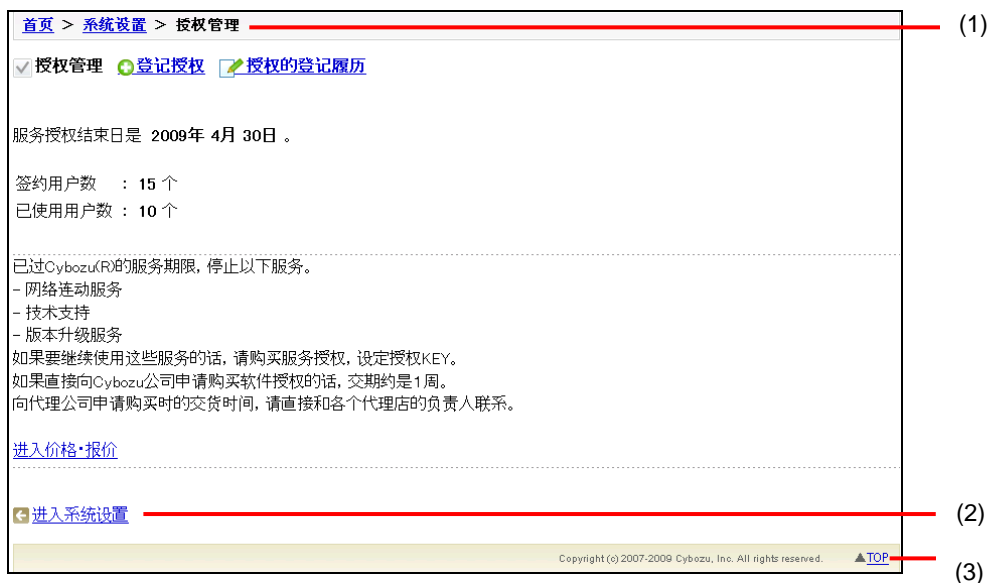 首页 > 系统设置 > 授权管理
(1)
授权管理 登记授权 授权的登记履历
服务授权结束日是 2009年 4月 30日 。
签约用户数 : 15 个
已使用用户数 : 10 个
已过Cybozu(R)的服务期限, 停止以下服务。
- 网络连动服务
- 技术支持
- 版本升级服务
如果要继续使用这些服务的话, 请购买服务授权, 设定授权KEY。
如果直接向Cybozu公司申请购买软件授权的话, 交期约是1周。
向代理公司申请购买时的交货时间, 请直接和各个代理店的负责人联系。
进入价格・报价
进入系统设置
(2)
Copyright (c) 2007-2009 Cybozu, Inc. All rights reserved. ▲TOP
(3)